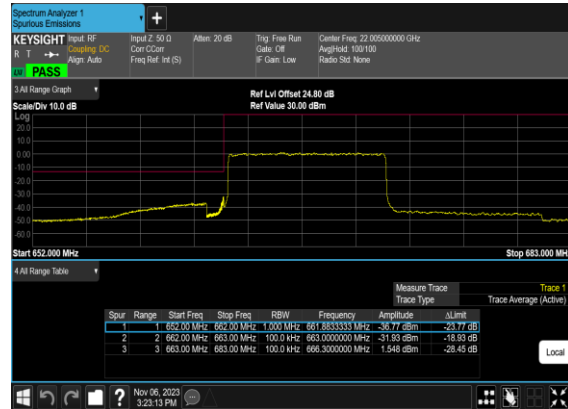 Spectrum Analyzer 1
Spurious Emissions
+
KEYSIGHT Input: RF Input Z: 50 Ω Atten: 20 dB Trig: Free Run Center Freq: 22.005000000 GHz
R T Coupling: DC Corr CCorr Gate: Off Avg|Hold: 100/100
Align: Auto Freq Ref: Int (S) IF Gain: Low Radio Std: None
LW PASS
3 All Range Graph Ref Lvl Offset 24.80 dB
Scale/Div 10.0 dB Ref Value 30.00 dBm
Log
20.0
10.0
0.00
-10.0
-20.0
-30.0
-40.0
-50.0
-60.0
Start 652.000 MHz Stop 683.000 MH
4 All Range Table
Measure Trace Trace 1
Trace Type Trace Average (Active)
Spur Range Start Freq Stop Freq RBW Frequency Amplitude ΔLimit
1 1 652.00 MHz 662.00 MHz 1.000 MHz 661.8833333 MHz -36.77 dBm -23.77 dB
2 2 662.00 MHz 663.00 MHz 100.0 kHz 663.0000000 MHz -31.93 dBm -18.93 dB
3 3 663.00 MHz 683.00 MHz 100.0 kHz 666.3000000 MHz 1.548 dBm -28.45 dB
Local
? Nov 06, 2023
3:23:13 PM